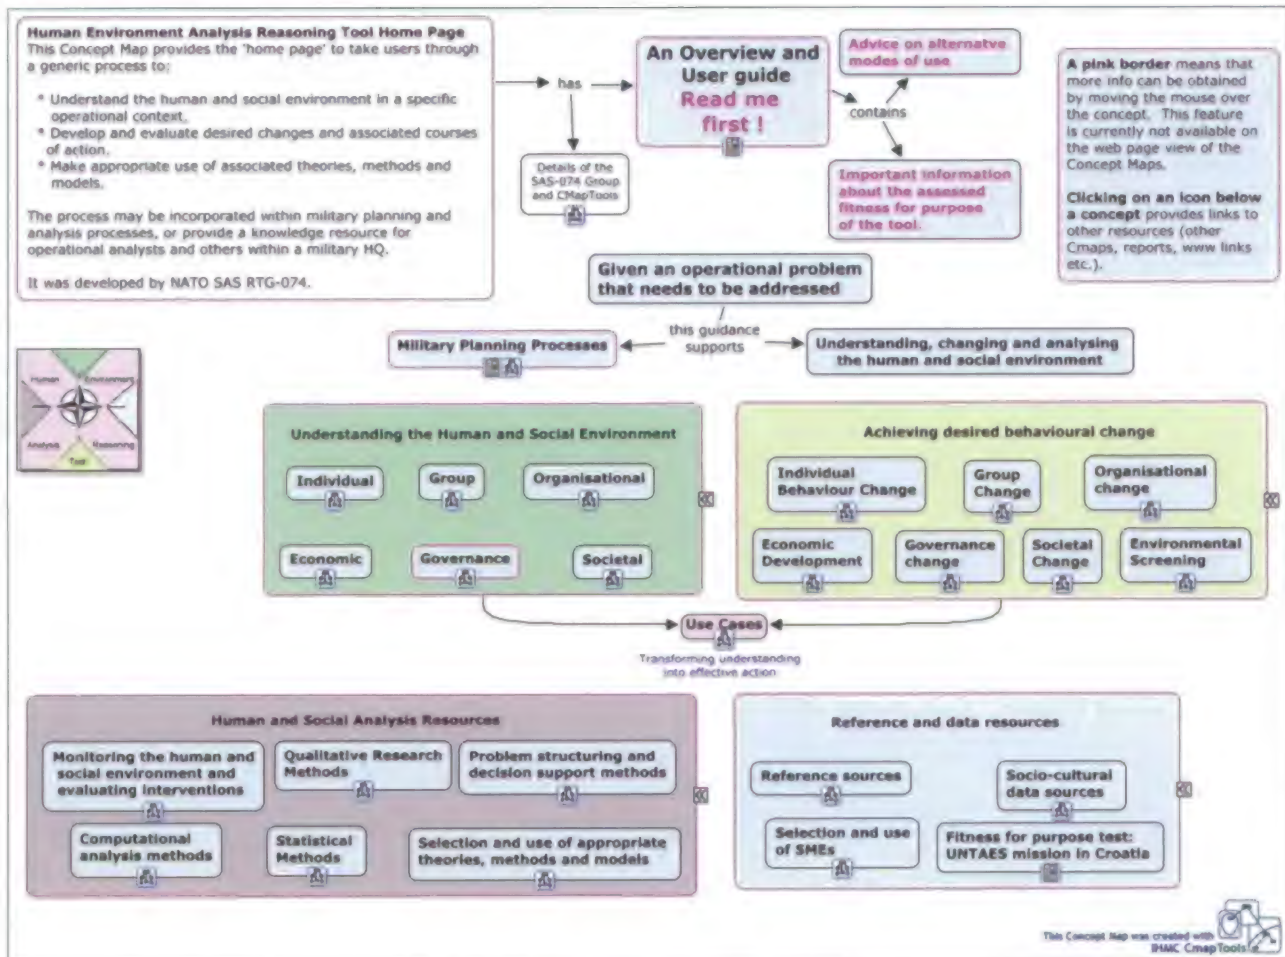 Human Environment Analysis Reasoning Tool Home Page
This Concept Map provides the 'home page' to take users through
a generic process to:
* Understand the human and social environment in a specific
operational context.
* Develop and evaluate desired changes and associated courses
of action.
* Make appropriate use of associated theories, methods and
models.
The process may be incorporated within military planning and
analysis processes, or provide a knowledge resource for
operational analysts and others within a military HQ.
It was developed by NATO SAS RTG-074.
has
Details of the
SAS-074 Group
and CMapTools
An Overview and
User guide
Read me
first !
contains
Advice on alternatve
modes of use
Important information
about the assessed
fitness for purpose
of the tool.
A pink border means that
more info can be obtained
by moving the mouse over
the concept. This feature
is currently not available on
the web page view of the
Concept Maps.
Clicking on an icon below
a concept provides links to
other resources (other
Cmaps, reports, www links
etc.).
Given an operational problem
that needs to be addressed
this guidance
supports
Military Planning Processes
Understanding, changing and analysing
the human and social environment
Human
Environment
Analysis
Reasoning
Tool
Understanding the Human and Social Environment
Individual
Group
Organisational
Economic
Governance
Societal
Achieving desired behavioural change
Individual
Behaviour Change
Group
Change
Organisational
change
Economic
Development
Governance
change
Societal
Change
Environmental
Screening
Use Cases
Transforming understanding
into effective action
Human and Social Analysis Resources
Monitoring the human and
social environment and
evaluating interventions
Qualitative Research
Methods
Problem structuring and
decision support methods
Computational
analysis methods
Statistical
Methods
Selection and use of appropriate
theories, methods and models
Reference and data resources
Reference sources
Socio-cultural
data sources
Selection and use
of SMEs
Fitness for purpose test:
UNTAES mission in Croatia
This Concept Map was created with
IHMC CmapTools